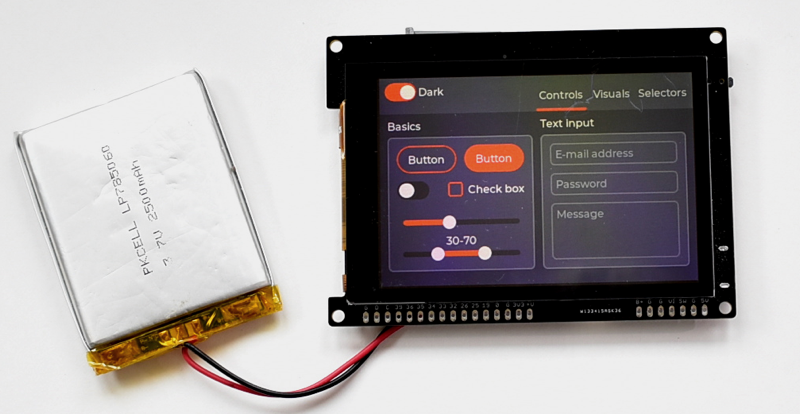 PKCELL LP785060
3.7V 2500mAh
Dark
Controls
Visuals
Selectors
Basics
Text input
Button
Button
E-mail address
Check box
Password
Message
30-70